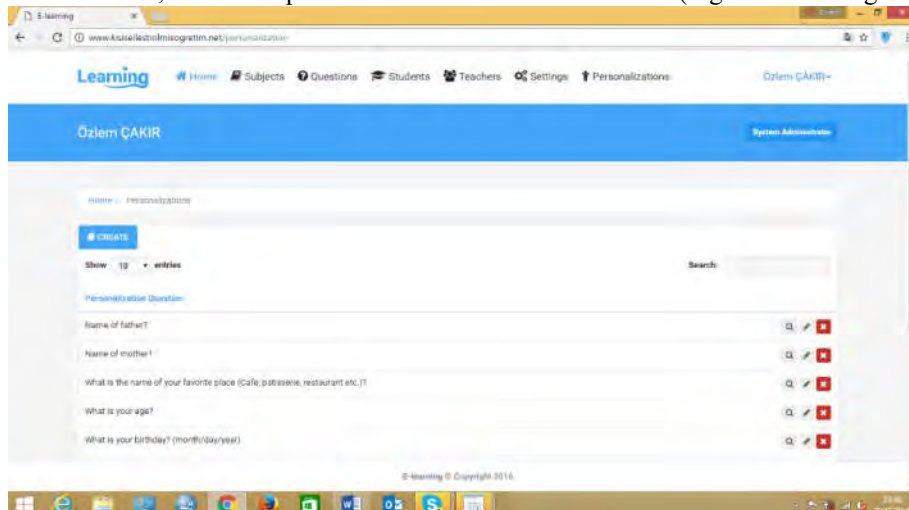 E-learning
www.kisisellestirilmisogretim.net/personalization
Learning Home Subjects Questions Students Teachers Settings Personalizations Özlem ÇAKIR
Özlem ÇAKIR System Administrator
Home Personalizations
CREATE
Show 10 entries Search:
Personalization Question
Name of father?
Name of mother?
What is the name of your favorite place (Cafe, patisserie, restaurant etc.)?
What is your age?
What is your birthday? (month/day/year)
E-learning © Copyright 2016